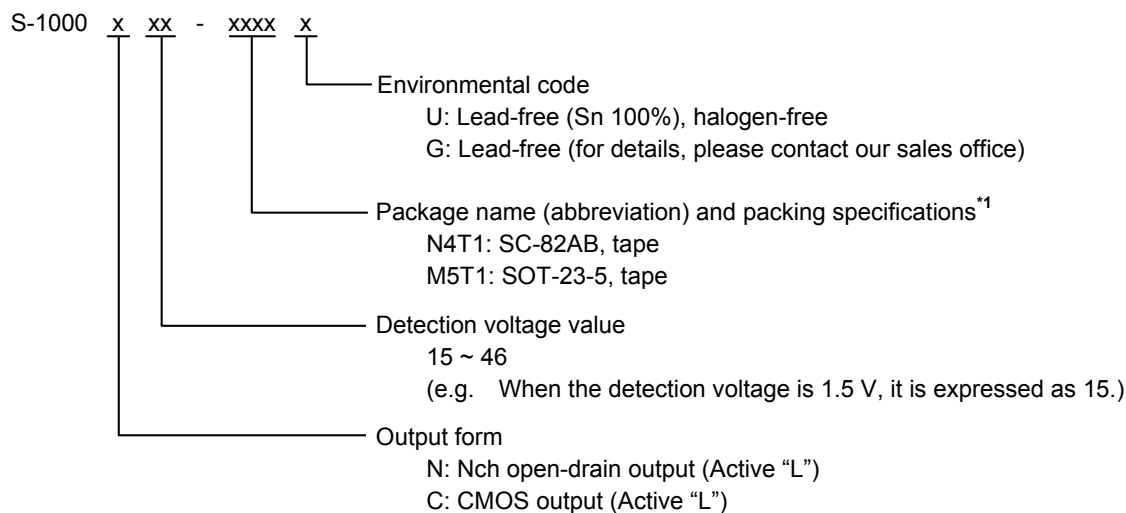 S-1000 x xx - xxxx x
Environmental code
U: Lead-free (Sn 100%), halogen-free
G: Lead-free (for details, please contact our sales office)
Package name (abbreviation) and packing specifications*1
N4T1: SC-82AB, tape
M5T1: SOT-23-5, tape
Detection voltage value
15 ~ 46
(e.g. When the detection voltage is 1.5 V, it is expressed as 15.)
Output form
N: Nch open-drain output (Active “L”)
C: CMOS output (Active “L”)